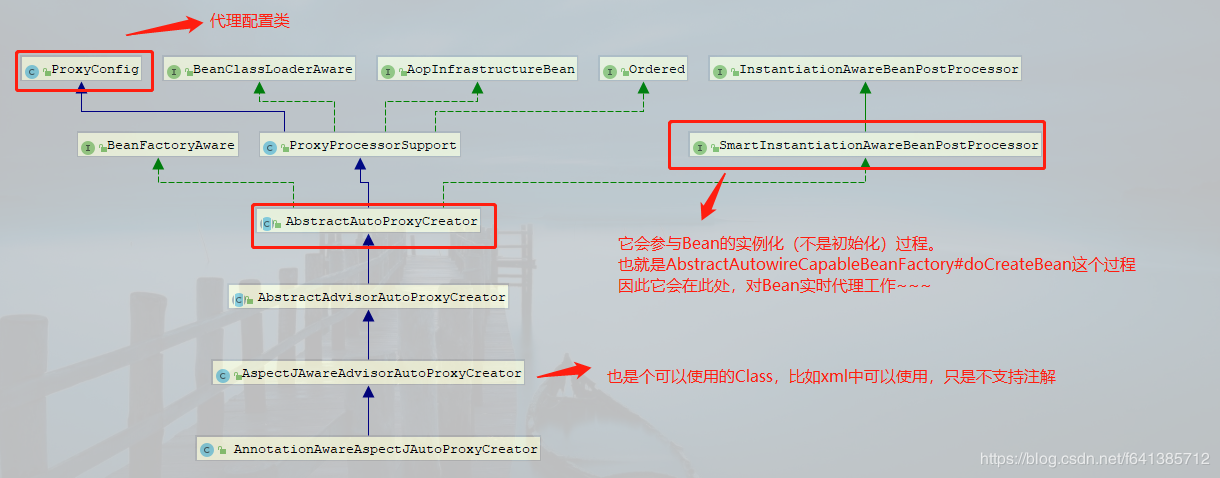 代理配置类
ProxyConfig
BeanClassLoaderAware
AopInfrastructureBean
Ordered
InstantiationAwareBeanPostProcessor
BeanFactoryAware
ProxyProcessorSupport
SmartInstantiationAwareBeanPostProcessor
AbstractAutoProxyCreator
它会参与Bean的实例化（不是初始化）过程。
也就是AbstractAutowireCapableBeanFactory#doCreateBean这个过程
因此它会在此处，对Bean实时代理工作~~~
AbstractAdvisorAutoProxyCreator
AspectJAwareAdvisorAutoProxyCreator
也是个可以使用的Class，比如xml中可以使用，只是不支持注解
AnnotationAwareAspectJAutoProxyCreator
https://blog.csdn.net/f641385712